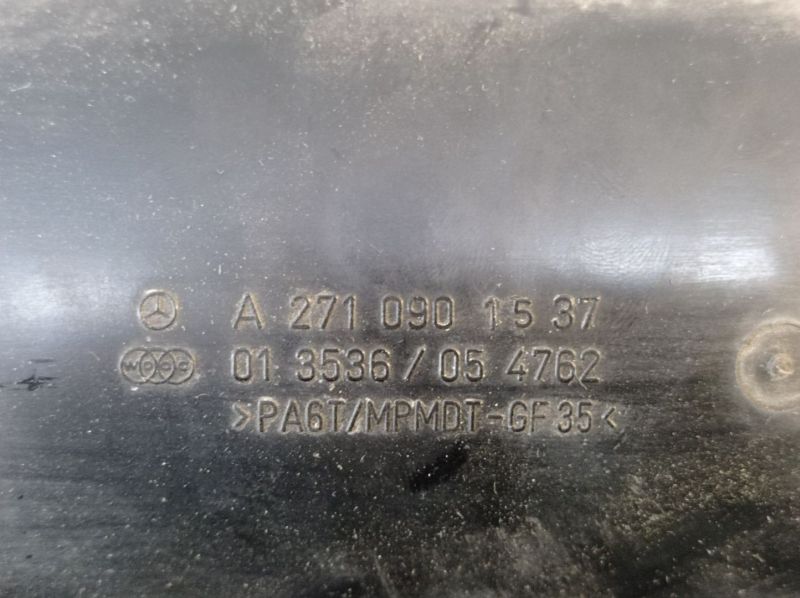 A 271 090 15 37
01 3536 / 05 4762
>PA6T/MPMDT-GF35<